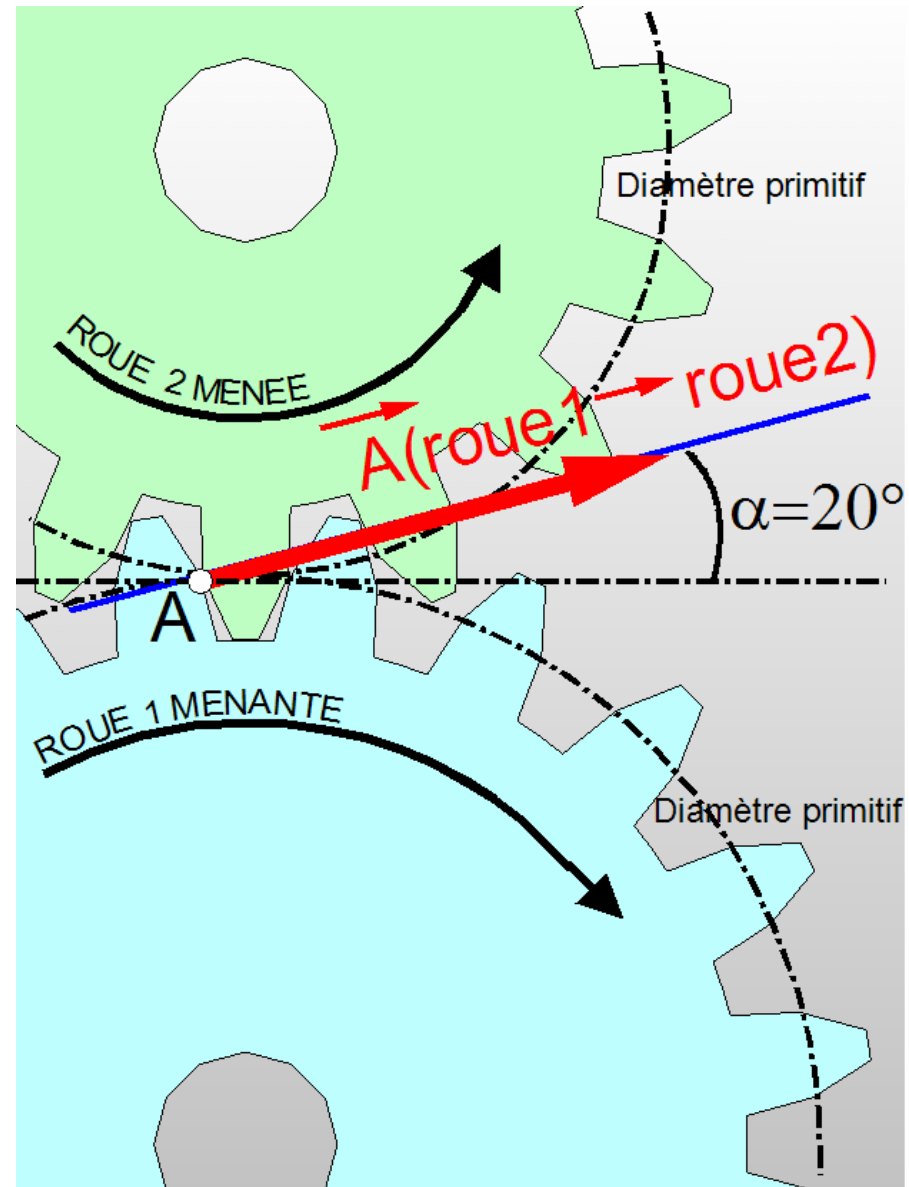 Diamètre primitif
ROUE 2 MENEE
A(roue1 roue2)
α=20°
A
ROUE 1 MENANTE
Diamètre primitif